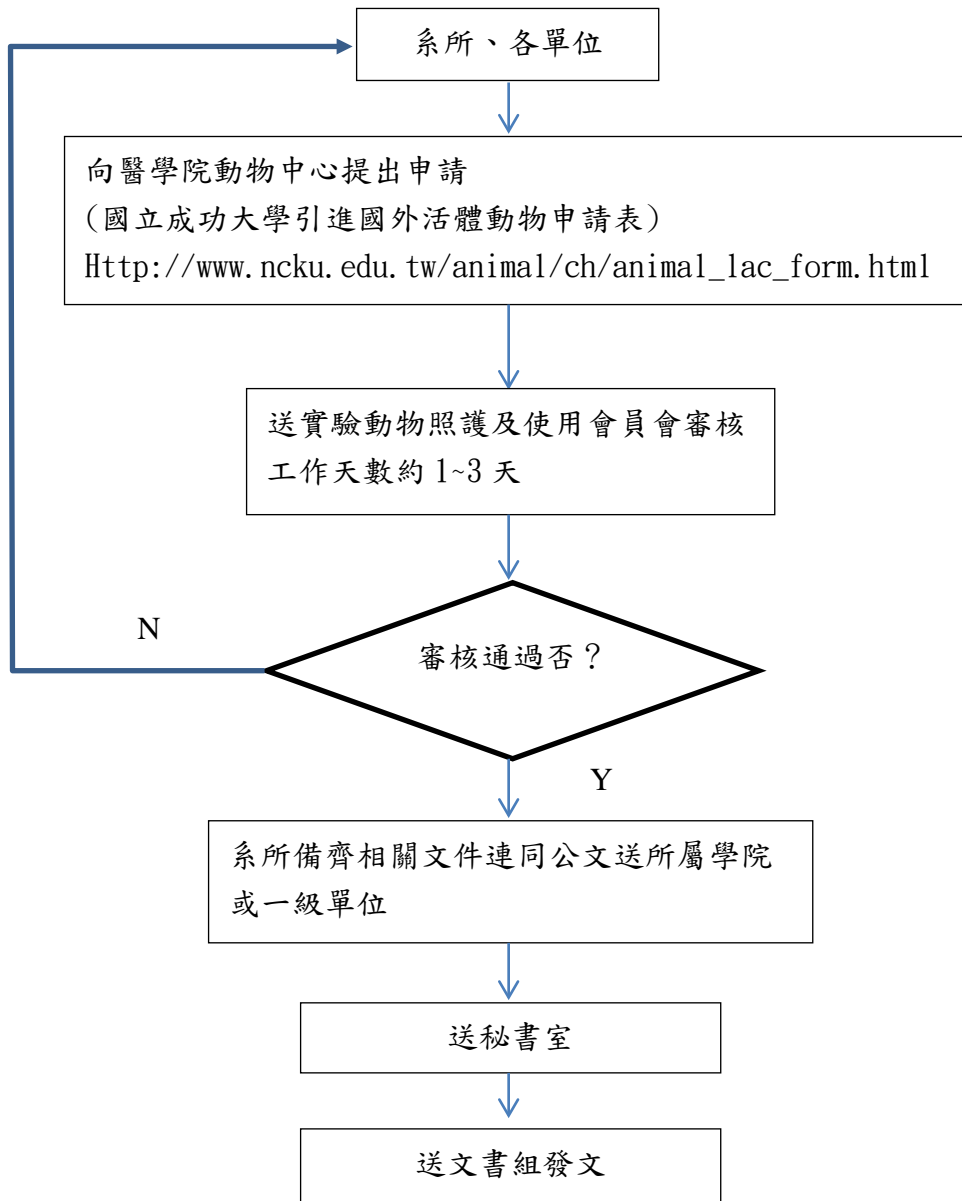 系所、各單位
向醫學院動物中心提出申請
(國立成功大學引進國外活體動物申請表)
Http://www.ncku.edu.tw/animal/ch/animal_lac_form.html
送實驗動物照護及使用會員會審核
工作天數約1~3天
審核通過否？
N
Y
系所備齊相關文件連同公文送所屬學院
或一級單位
送秘書室
送文書組發文